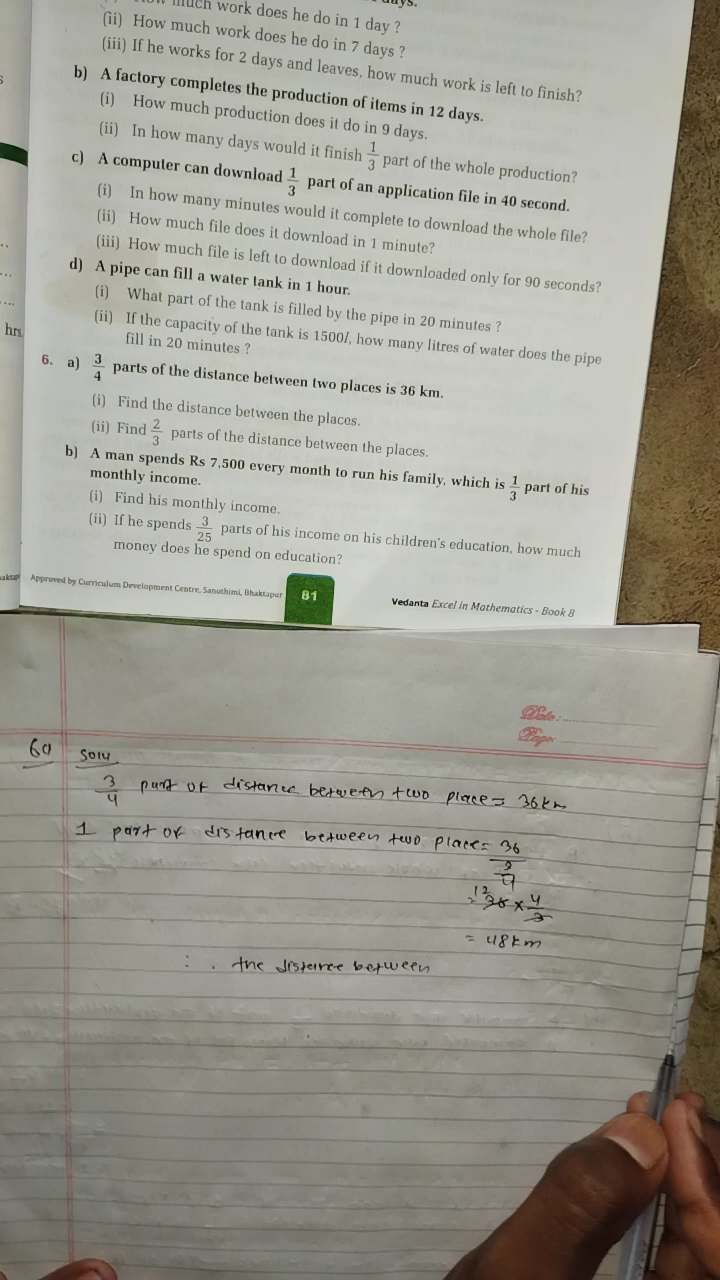 much work does he do in 1 day ?
(ii) How much work does he do in 7 days ?
(iii) If he works for 2 days and leaves, how much work is left to finish?
b) A factory completes the production of items in 12 days.
(i) How much production does it do in 9 days.
(ii) In how many days would it finish 1/3 part of the whole production?
c) A computer can download 1/3 part of an application file in 40 second.
(i) In how many minutes would it complete to download the whole file?
(ii) How much file does it download in 1 minute?
(iii) How much file is left to download if it downloaded only for 90 seconds?
d) A pipe can fill a water tank in 1 hour.
(i) What part of the tank is filled by the pipe in 20 minutes ?
(ii) If the capacity of the tank is 1500l, how many litres of water does the pipe
fill in 20 minutes ?
hrs
6. a) 3/4 parts of the distance between two places is 36 km.
(i) Find the distance between the places.
(ii) Find 2/3 parts of the distance between the places.
b) A man spends Rs 7,500 every month to run his family, which is 1/3 part of his
monthly income.
(i) Find his monthly income.
(ii) If he spends 3/25 parts of his income on his children's education, how much
money does he spend on education?
Approved by Curriculum Development Centre, Sanothimi, Bhaktapur
81
Vedanta Excel in Mathematics - Book 8
Date:
Page:
6a Soln
3/4 part of distance between two place = 36km
1 part of distance between two place = 36
3/4
= 12 36 × 4/3
= 48km
∴ the distance between